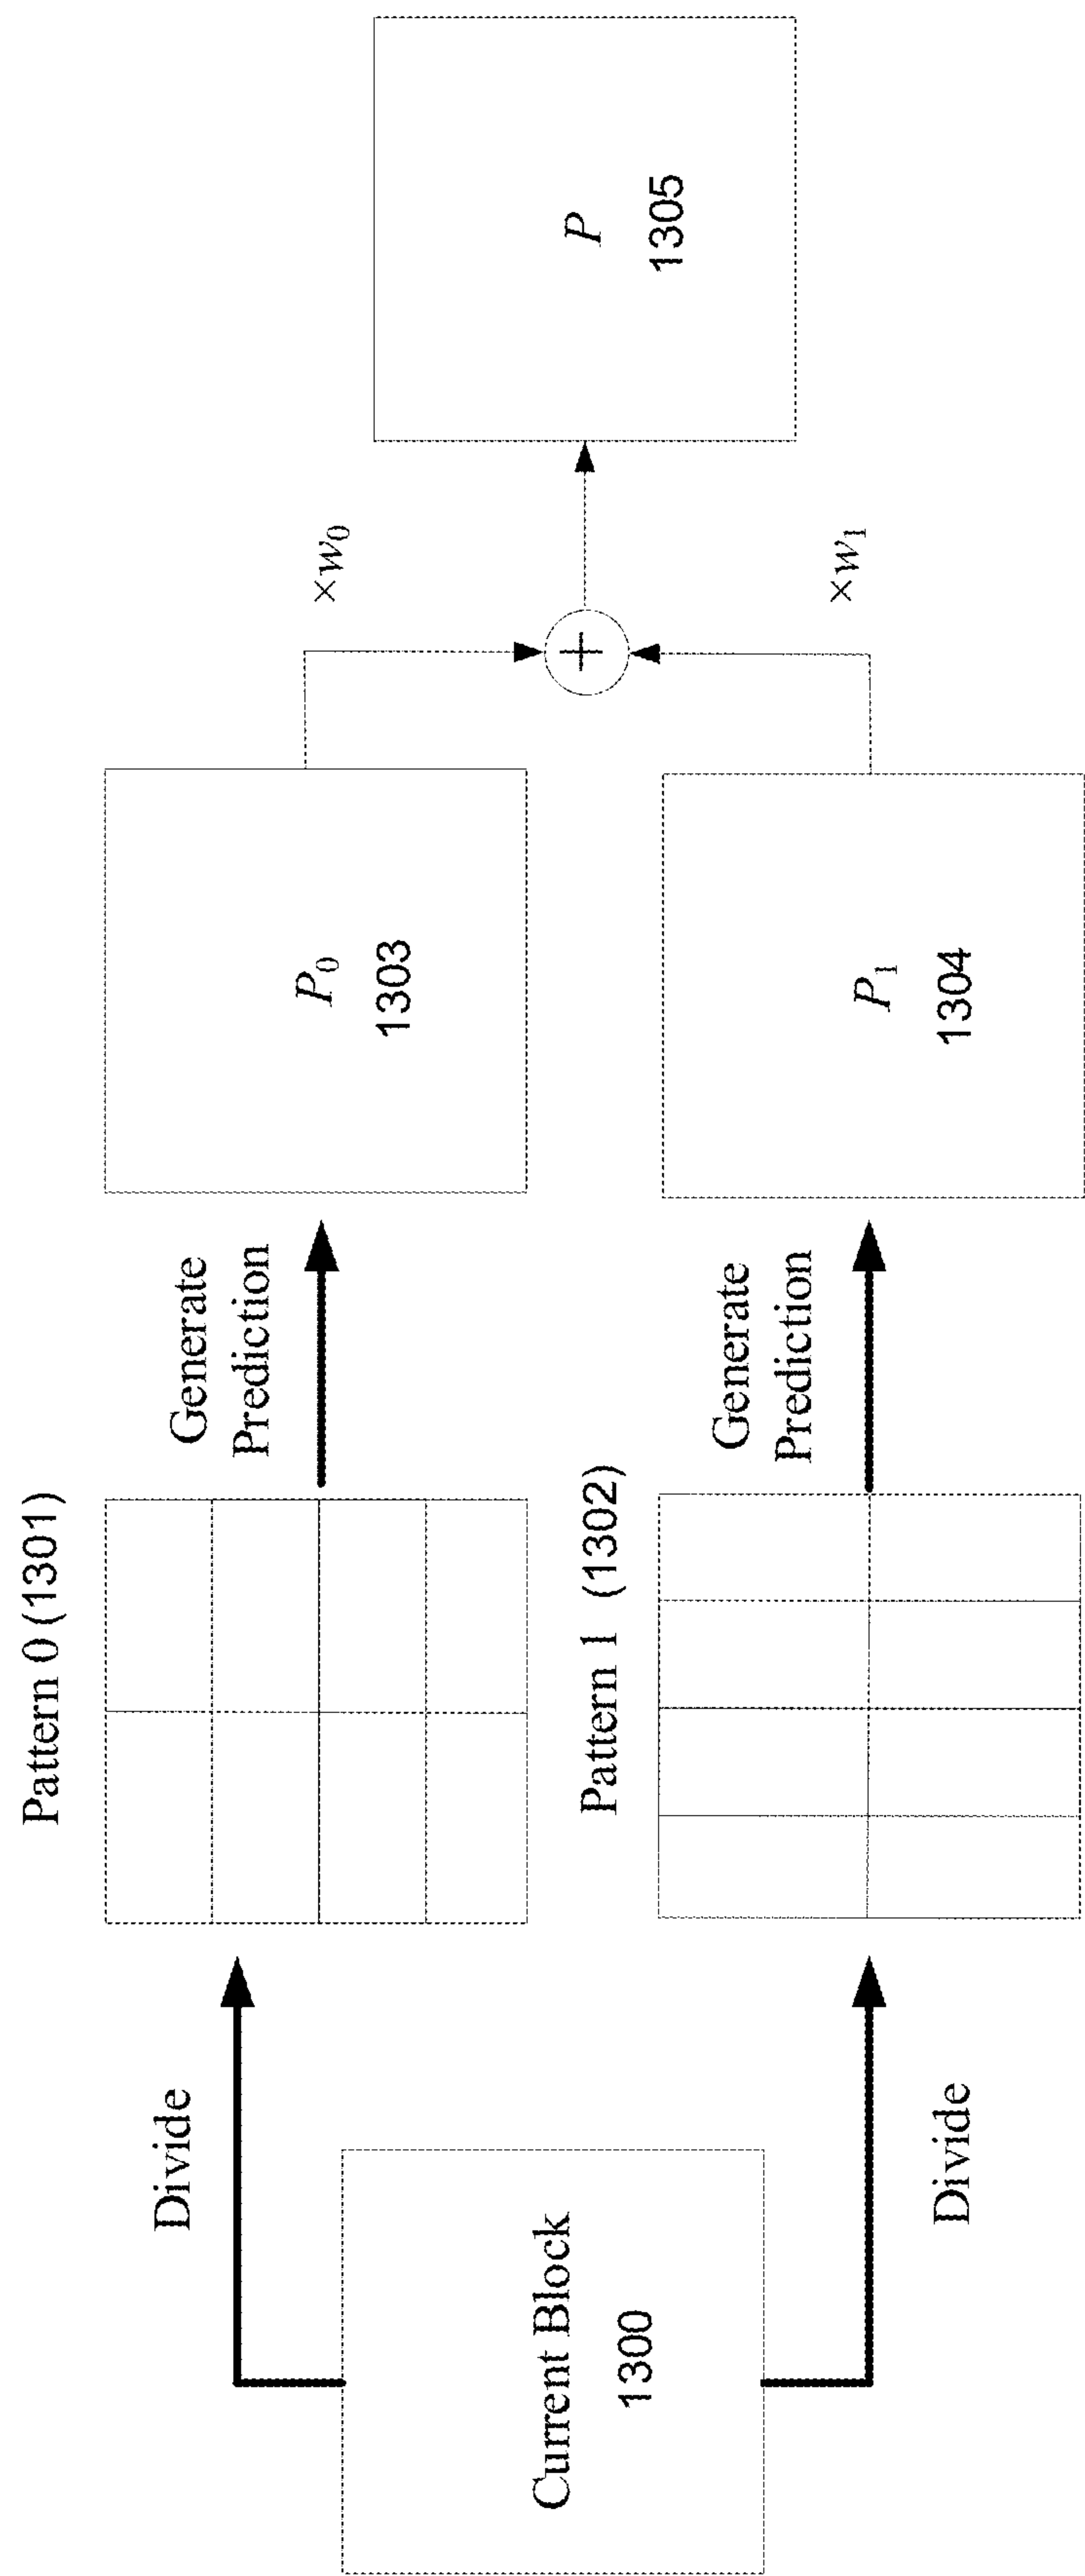 Current Block
1300
Divide
Divide
Pattern 0 (1301)
Pattern 1 (1302)
Generate
Prediction
Generate
Prediction
P₀
1303
P₁
1304
×w₀
×w₁
+
P
1305